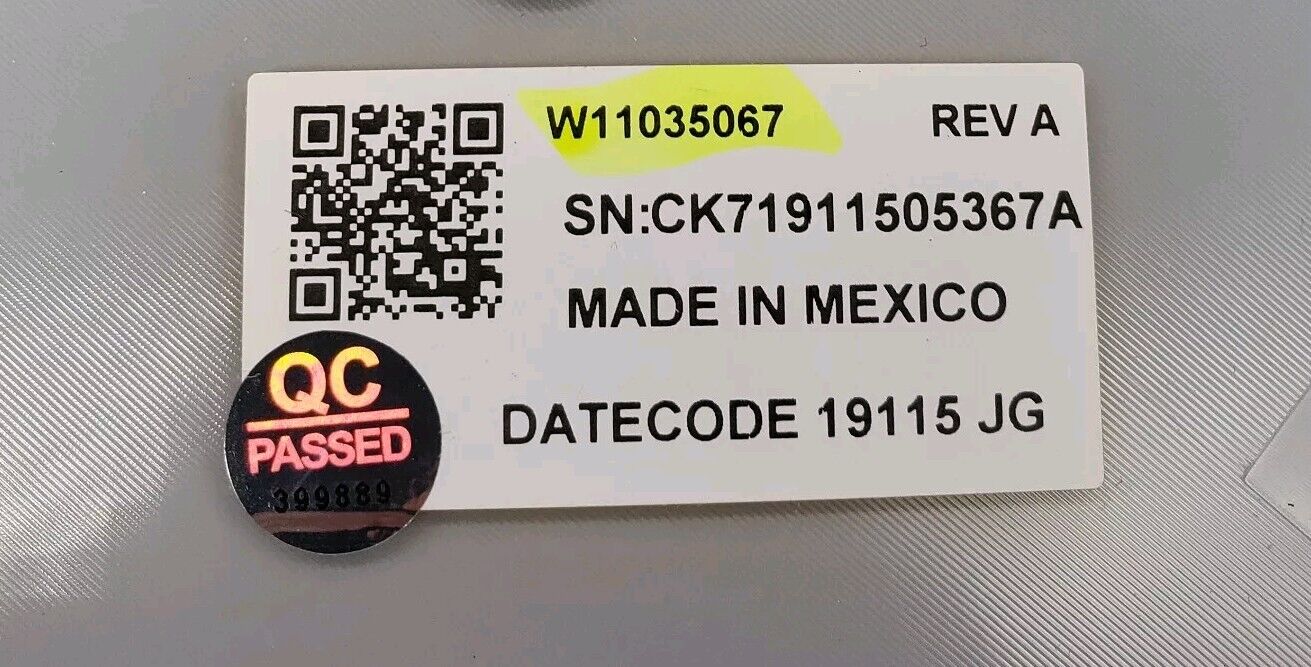 W11035067 REV A
SN:CK71911505367A
MADE IN MEXICO
DATECODE 19115 JG
QC
PASSED
399889